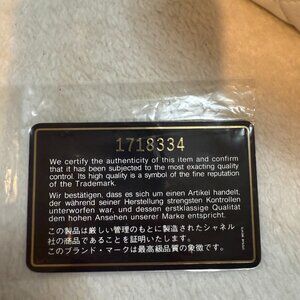 1718334
We certify the authenticity of this item and confirm
that it has been subjected to the most exacting quality
control. Its high quality is a symbol of the fine reputation
of the Trademark.
Wir bestätigen, dass es sich um einen Artikel handelt,
der während seiner Herstellung strengsten Kontrollen
unterworfen war, und dessen erstklassige Qualität
dem hohen Ansehen unserer Marke entspricht.
この製品は厳しい管理のもとに製造されたシャネル
社の商品であることを証明いたします。
このブランド・マークは最高級品質の象徴です。